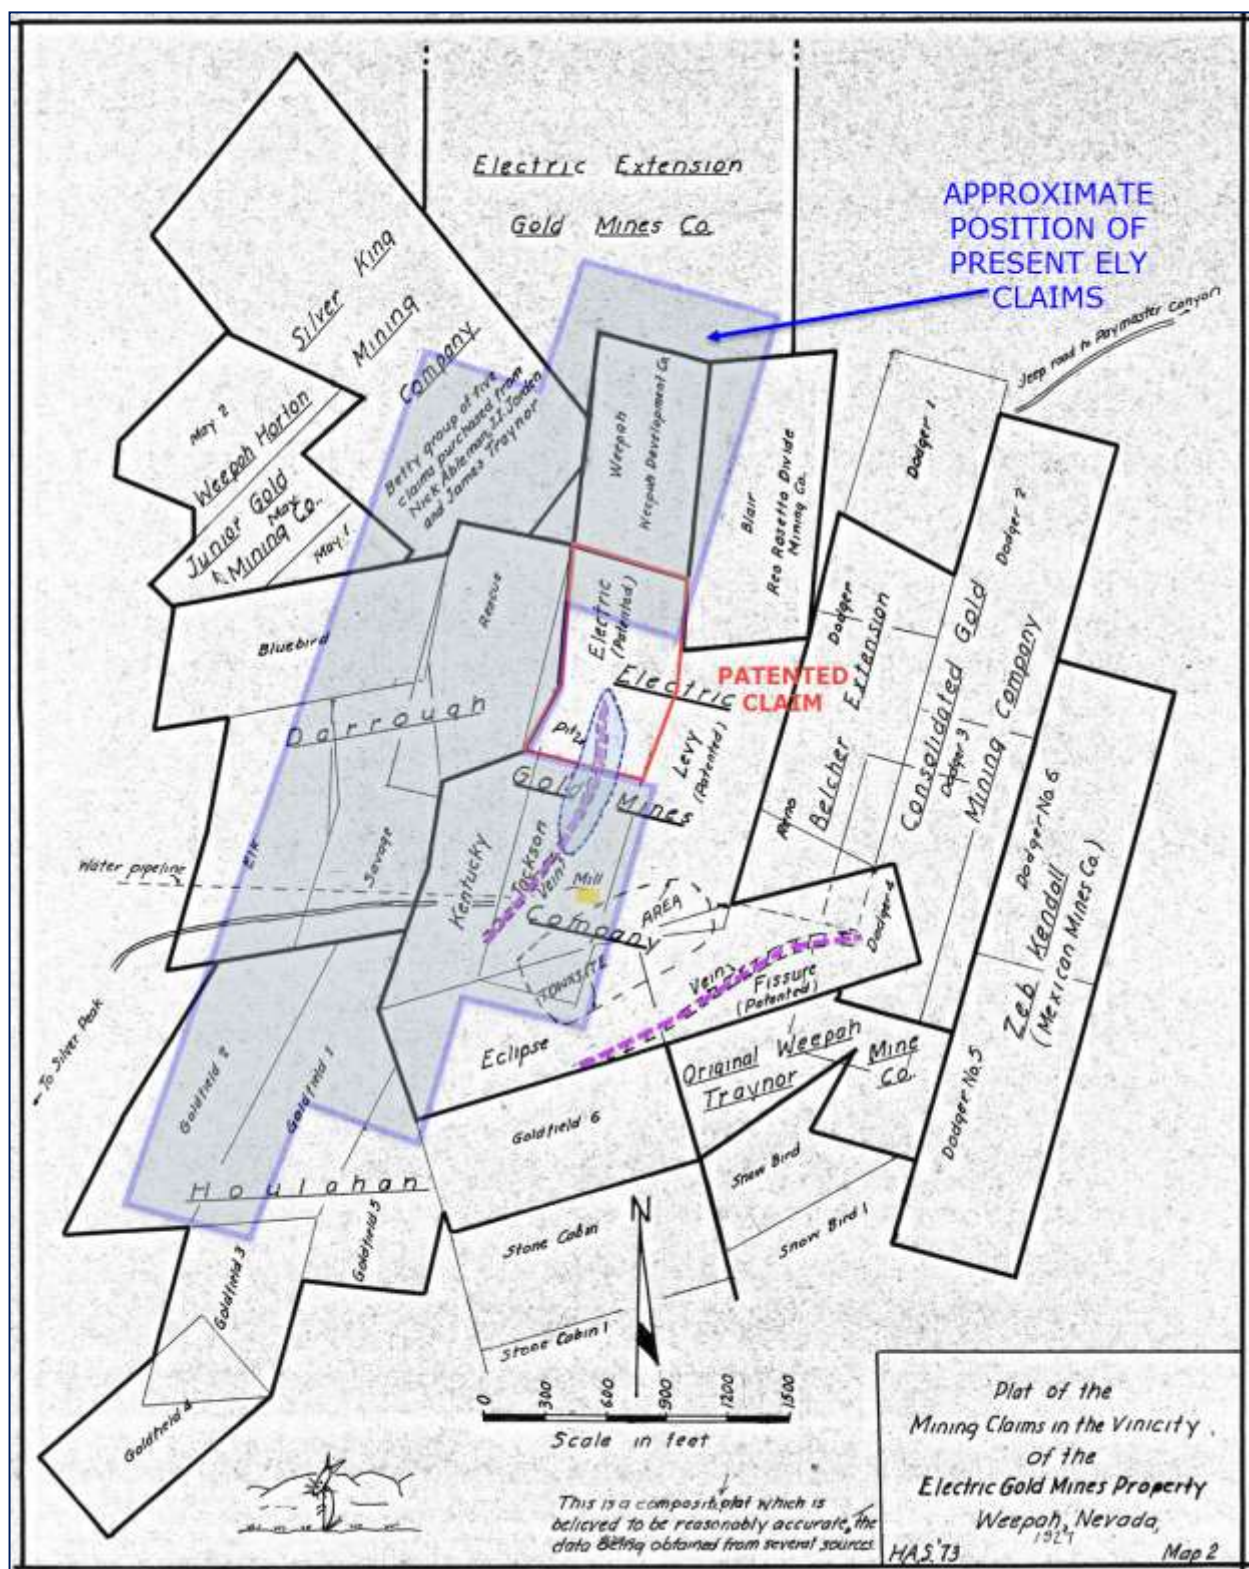 Electric Extension
Gold Mines Co.
APPROXIMATE
POSITION OF
PRESENT ELY
CLAIMS
Jeep road to Paymaster Canyon
Silver King
Mining
Company
May 2
Weepah Horton
Junior Gold
Mining Co.
May 1
Betty group of five
claims purchased from
Nick Ableman, J.I. Jorden
and James Traynor
Weepah
Weepah Development Co.
Blair
Reo Rosetto Divide
Mining Co.
Dodger 1
Dodger 2
Dodger
Belcher Extension
Consolidated Gold
Mining Company
Dodger 3
Reno
Dodger 4
Dodger No. 6
Zeb Kendall
(Mexican Mines Co.)
Dodger No. 5
Bluebird
Rescue
Darrough
Electric
(Patented)
Electric
PATENTED
CLAIM
Pit
Levy
(Patented)
Gold Mines
Elf
Savage
Water pipeline
Kentucky
Jackson
Vein
Mill
Company
AREA
TOWNSITE
Vein
Fissure
(Patented)
Eclipse
To Silver Peak
Goldfield 2
Goldfield 1
Original Weepah
Traynor
Mine
Co.
Goldfield 6
Houlahan
Snow Bird
Snow Bird 1
Goldfield 5
Goldfield 3
Stone Cabin
Stone Cabin 1
Goldfield 4
N
0 300 600 900 1200 1500
Scale in feet
This is a composit plat which is
believed to be reasonably accurate, the
data being obtained from several sources.
Plat of the
Mining Claims in the Vinicity
of the
Electric Gold Mines Property
Weepah, Nevada,
1927
HAS '73 Map 2